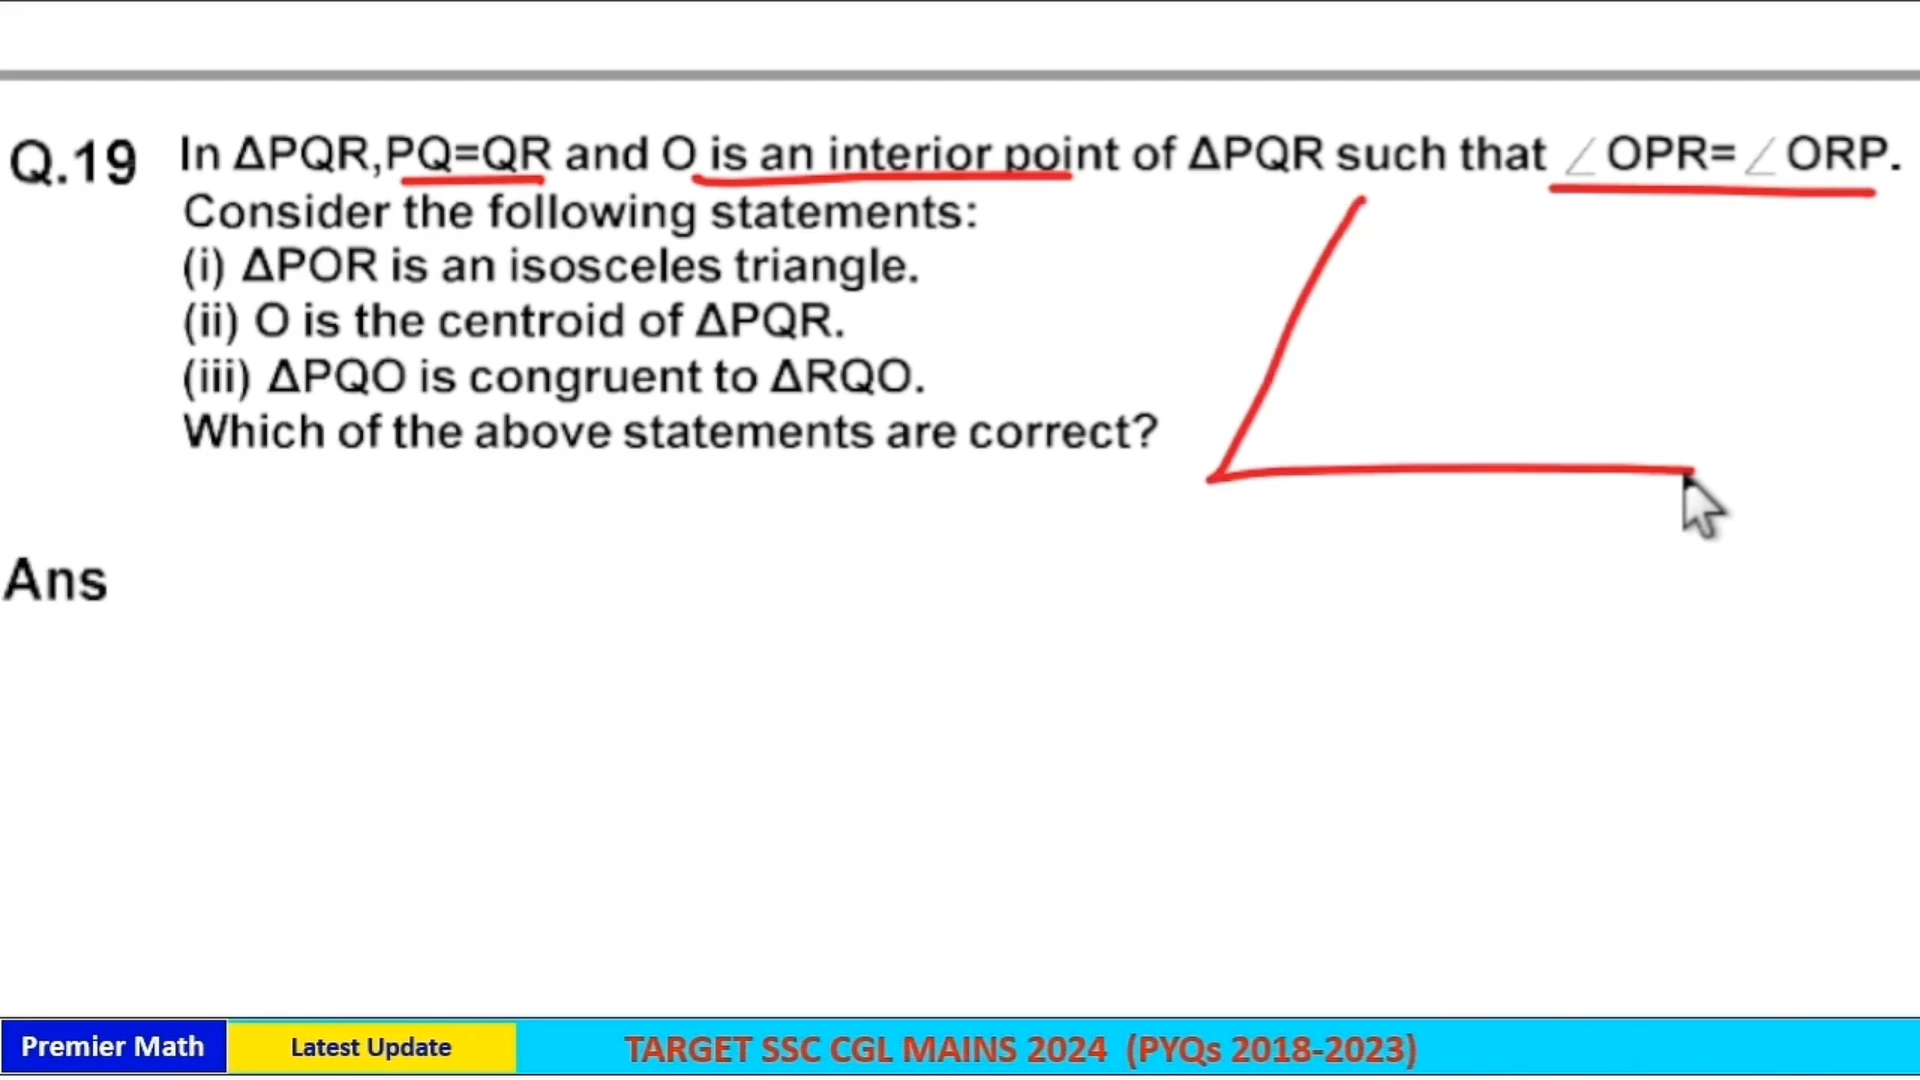 Q.19 In ΔPQR,PQ=QR and O is an interior point of ΔPQR such that ∠OPR=∠ORP.
Consider the following statements:
(i) ΔPOR is an isosceles triangle.
(ii) O is the centroid of ΔPQR.
(iii) ΔPQO is congruent to ΔRQO.
Which of the above statements are correct?
Ans
Premier Math Latest Update TARGET SSC CGL MAINS 2024 (PYQs 2018-2023)